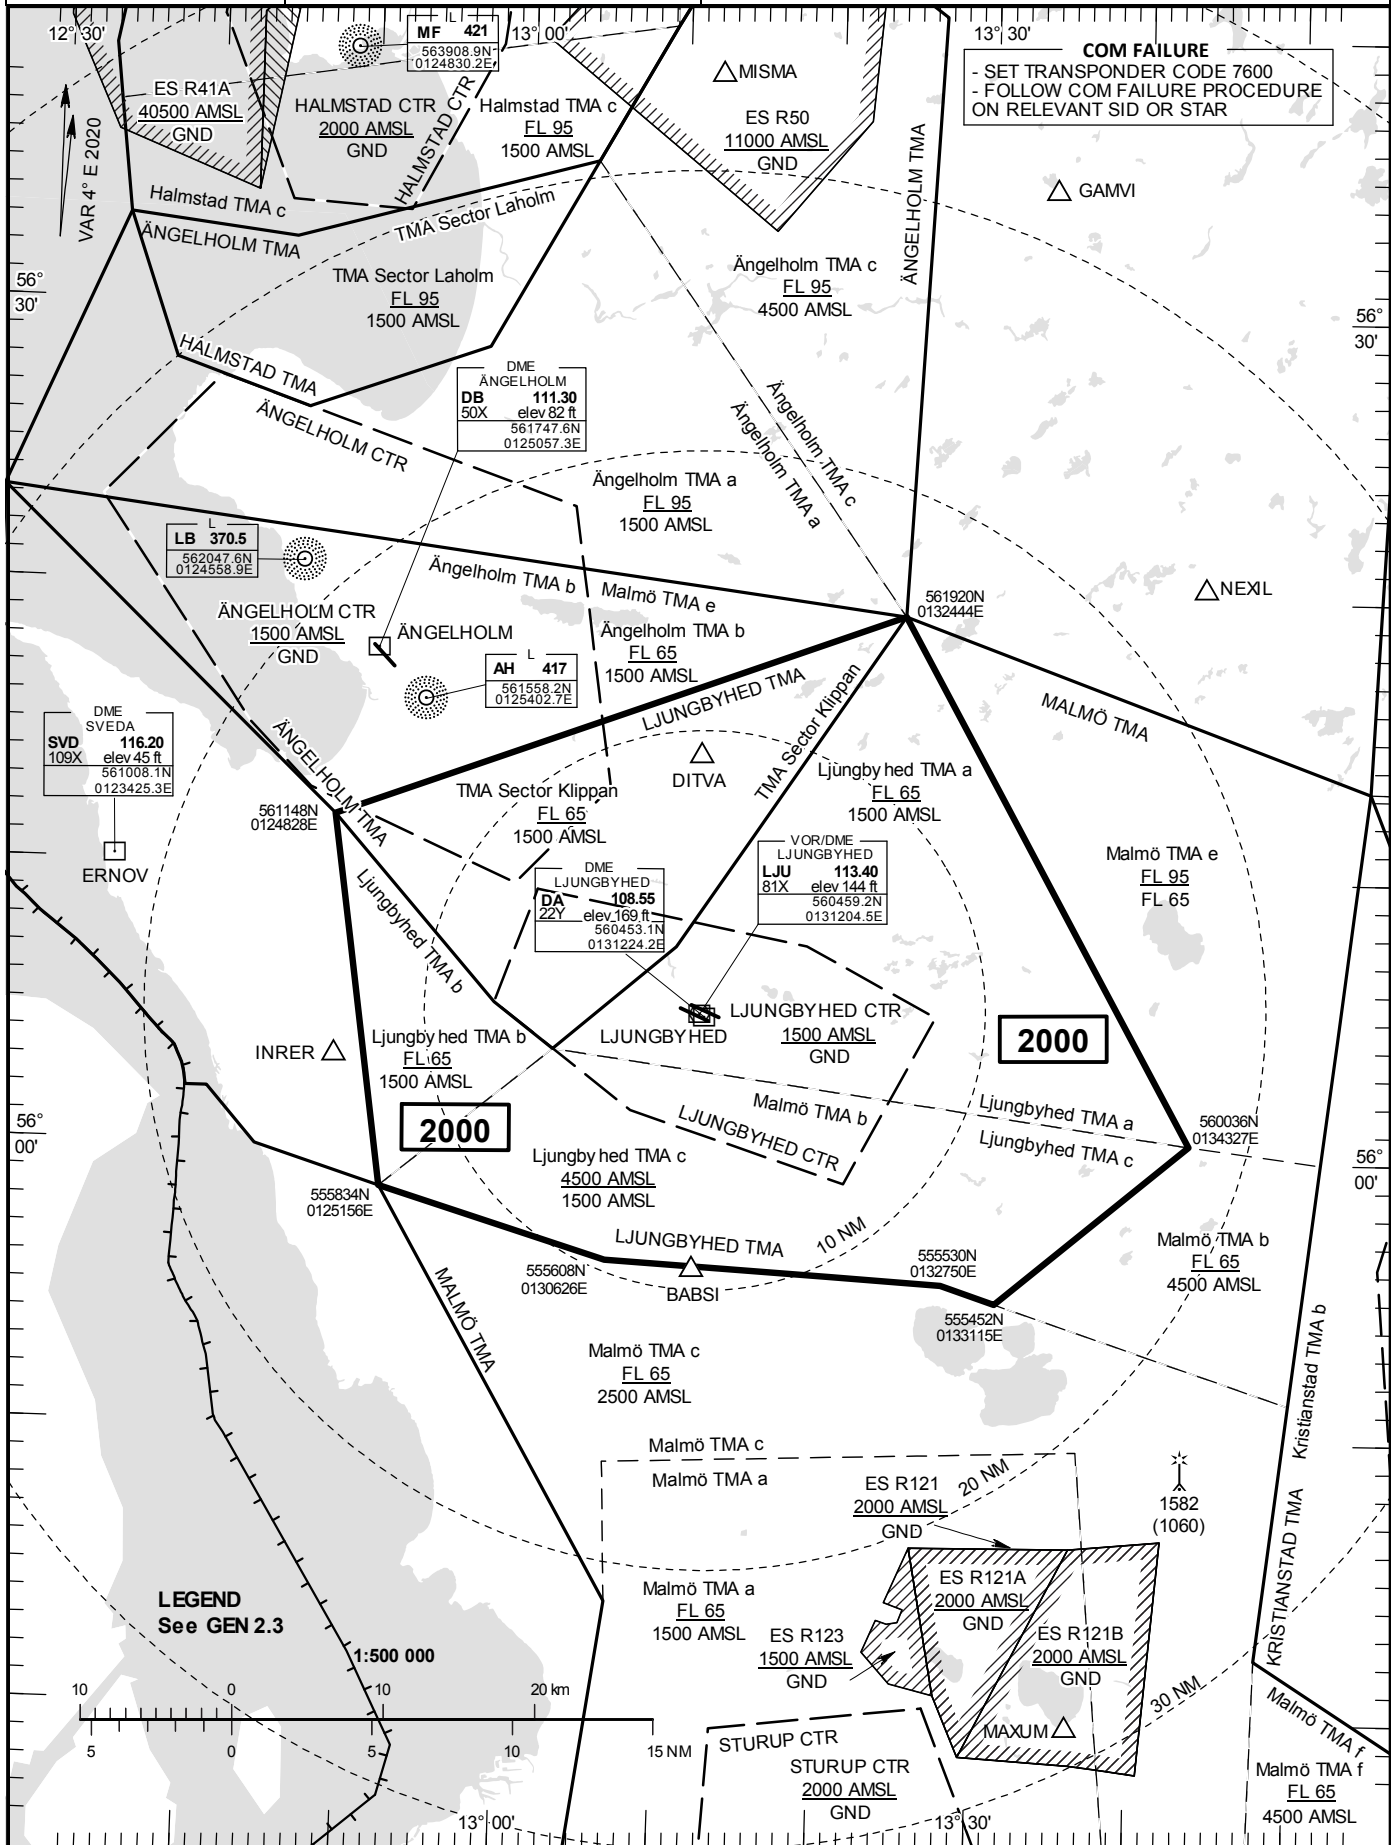 12° 30'
13° 00'
13° 30'
L
MF 421
563908.9N
0124830.2E
COM FAILURE
- SET TRANSPONDER CODE 7600
- FOLLOW COM FAILURE PROCEDURE
ON RELEVANT SID OR STAR
MISMA
ES R41A
40500 AMSL
GND
HALMSTAD CTR
2000 AMSL
GND
HALMSTAD CTR
Halmstad TMA c
FL 95
1500 AMSL
ES R50
11000 AMSL
GND
GAMVI
VAR 4° E 2020
Halmstad TMA c
ÄNGELHOLM TMA
TMA Sector Laholm
ÄNGELHOLM TMA
TMA Sector Laholm
FL 95
1500 AMSL
Ängelholm TMA c
FL 95
4500 AMSL
56°
30'
56°
30'
HALMSTAD TMA
ÄNGELHOLM CTR
DME
ÄNGELHOLM
DB 111.30
50X elev 82 ft
561747.6N
0125057.3E
Ängelholm TMA c
Ängelholm TMA a
Ängelholm TMA a
FL 95
1500 AMSL
L
LB 370.5
562047.6N
0124558.9E
Ängelholm TMA b
Malmö TMA e
561920N
0132444E
NEXIL
ÄNGELHOLM CTR
1500 AMSL
GND
ÄNGELHOLM
Ängelholm TMA b
FL 65
1500 AMSL
L
AH 417
561558.2N
0125402.7E
LJUNGBYHED TMA
TMA Sector Klippan
MALMÖ TMA
DME
SVEDA
SVD 116.20
109X elev 45 ft
561008.1N
0123425.3E
ÄNGELHOLM TMA
DITVA
Ljungbyhed TMA a
FL 65
1500 AMSL
TMA Sector Klippan
FL 65
1500 AMSL
561148N
0124828E
ERNOV
Malmö TMA e
FL 95
FL 65
VOR/DME
LJUNGBYHED
LJU 113.40
81X elev 144 ft
560459.2N
0131204.5E
DME
LJUNGBYHED
DA 108.55
22Y elev 169 ft
560453.1N
0131224.2E
Ljungbyhed TMA b
LJUNGBYHED
LJUNGBYHED CTR
1500 AMSL
GND
2000
INRER
Ljungbyhed TMA b
FL 65
1500 AMSL
2000
Malmö TMA b
LJUNGBYHED CTR
Ljungbyhed TMA a
Ljungbyhed TMA c
560036N
0134327E
56°
00'
56°
00'
Ljungbyhed TMA c
4500 AMSL
1500 AMSL
555834N
0125156E
LJUNGBYHED TMA
10 NM
555608N
0130626E
BABSI
555530N
0132750E
555452N
0133115E
Malmö TMA b
FL 65
4500 AMSL
MALMÖ TMA
Malmö TMA c
FL 65
2500 AMSL
Kristianstad TMA b
KRISTIANSTAD TMA
Malmö TMA c
Malmö TMA a
20 NM
ES R121
2000 AMSL
GND
1582
(1060)
ES R121A
2000 AMSL
GND
Malmö TMA a
FL 65
1500 AMSL
ES R123
1500 AMSL
GND
ES R121B
2000 AMSL
GND
LEGEND
See GEN 2.3
1:500 000
10 0 10 20 km
5 0 5 10 15 NM
30 NM
MAXUM
STURUP CTR
STURUP CTR
2000 AMSL
GND
Malmö TMA f
Malmö TMA f
FL 65
4500 AMSL
13° 00'
13° 30'